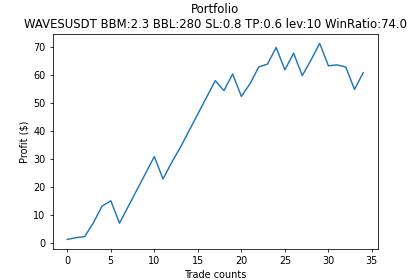 Portfolio
WAVESUSDT BBM:2.3 BBL:280 SL:0.8 TP:0.6 lev:10 WinRatio:74.0
70
60
50
40
30
20
10
0
Profit ($)
0 5 10 15 20 25 30 35
Trade counts